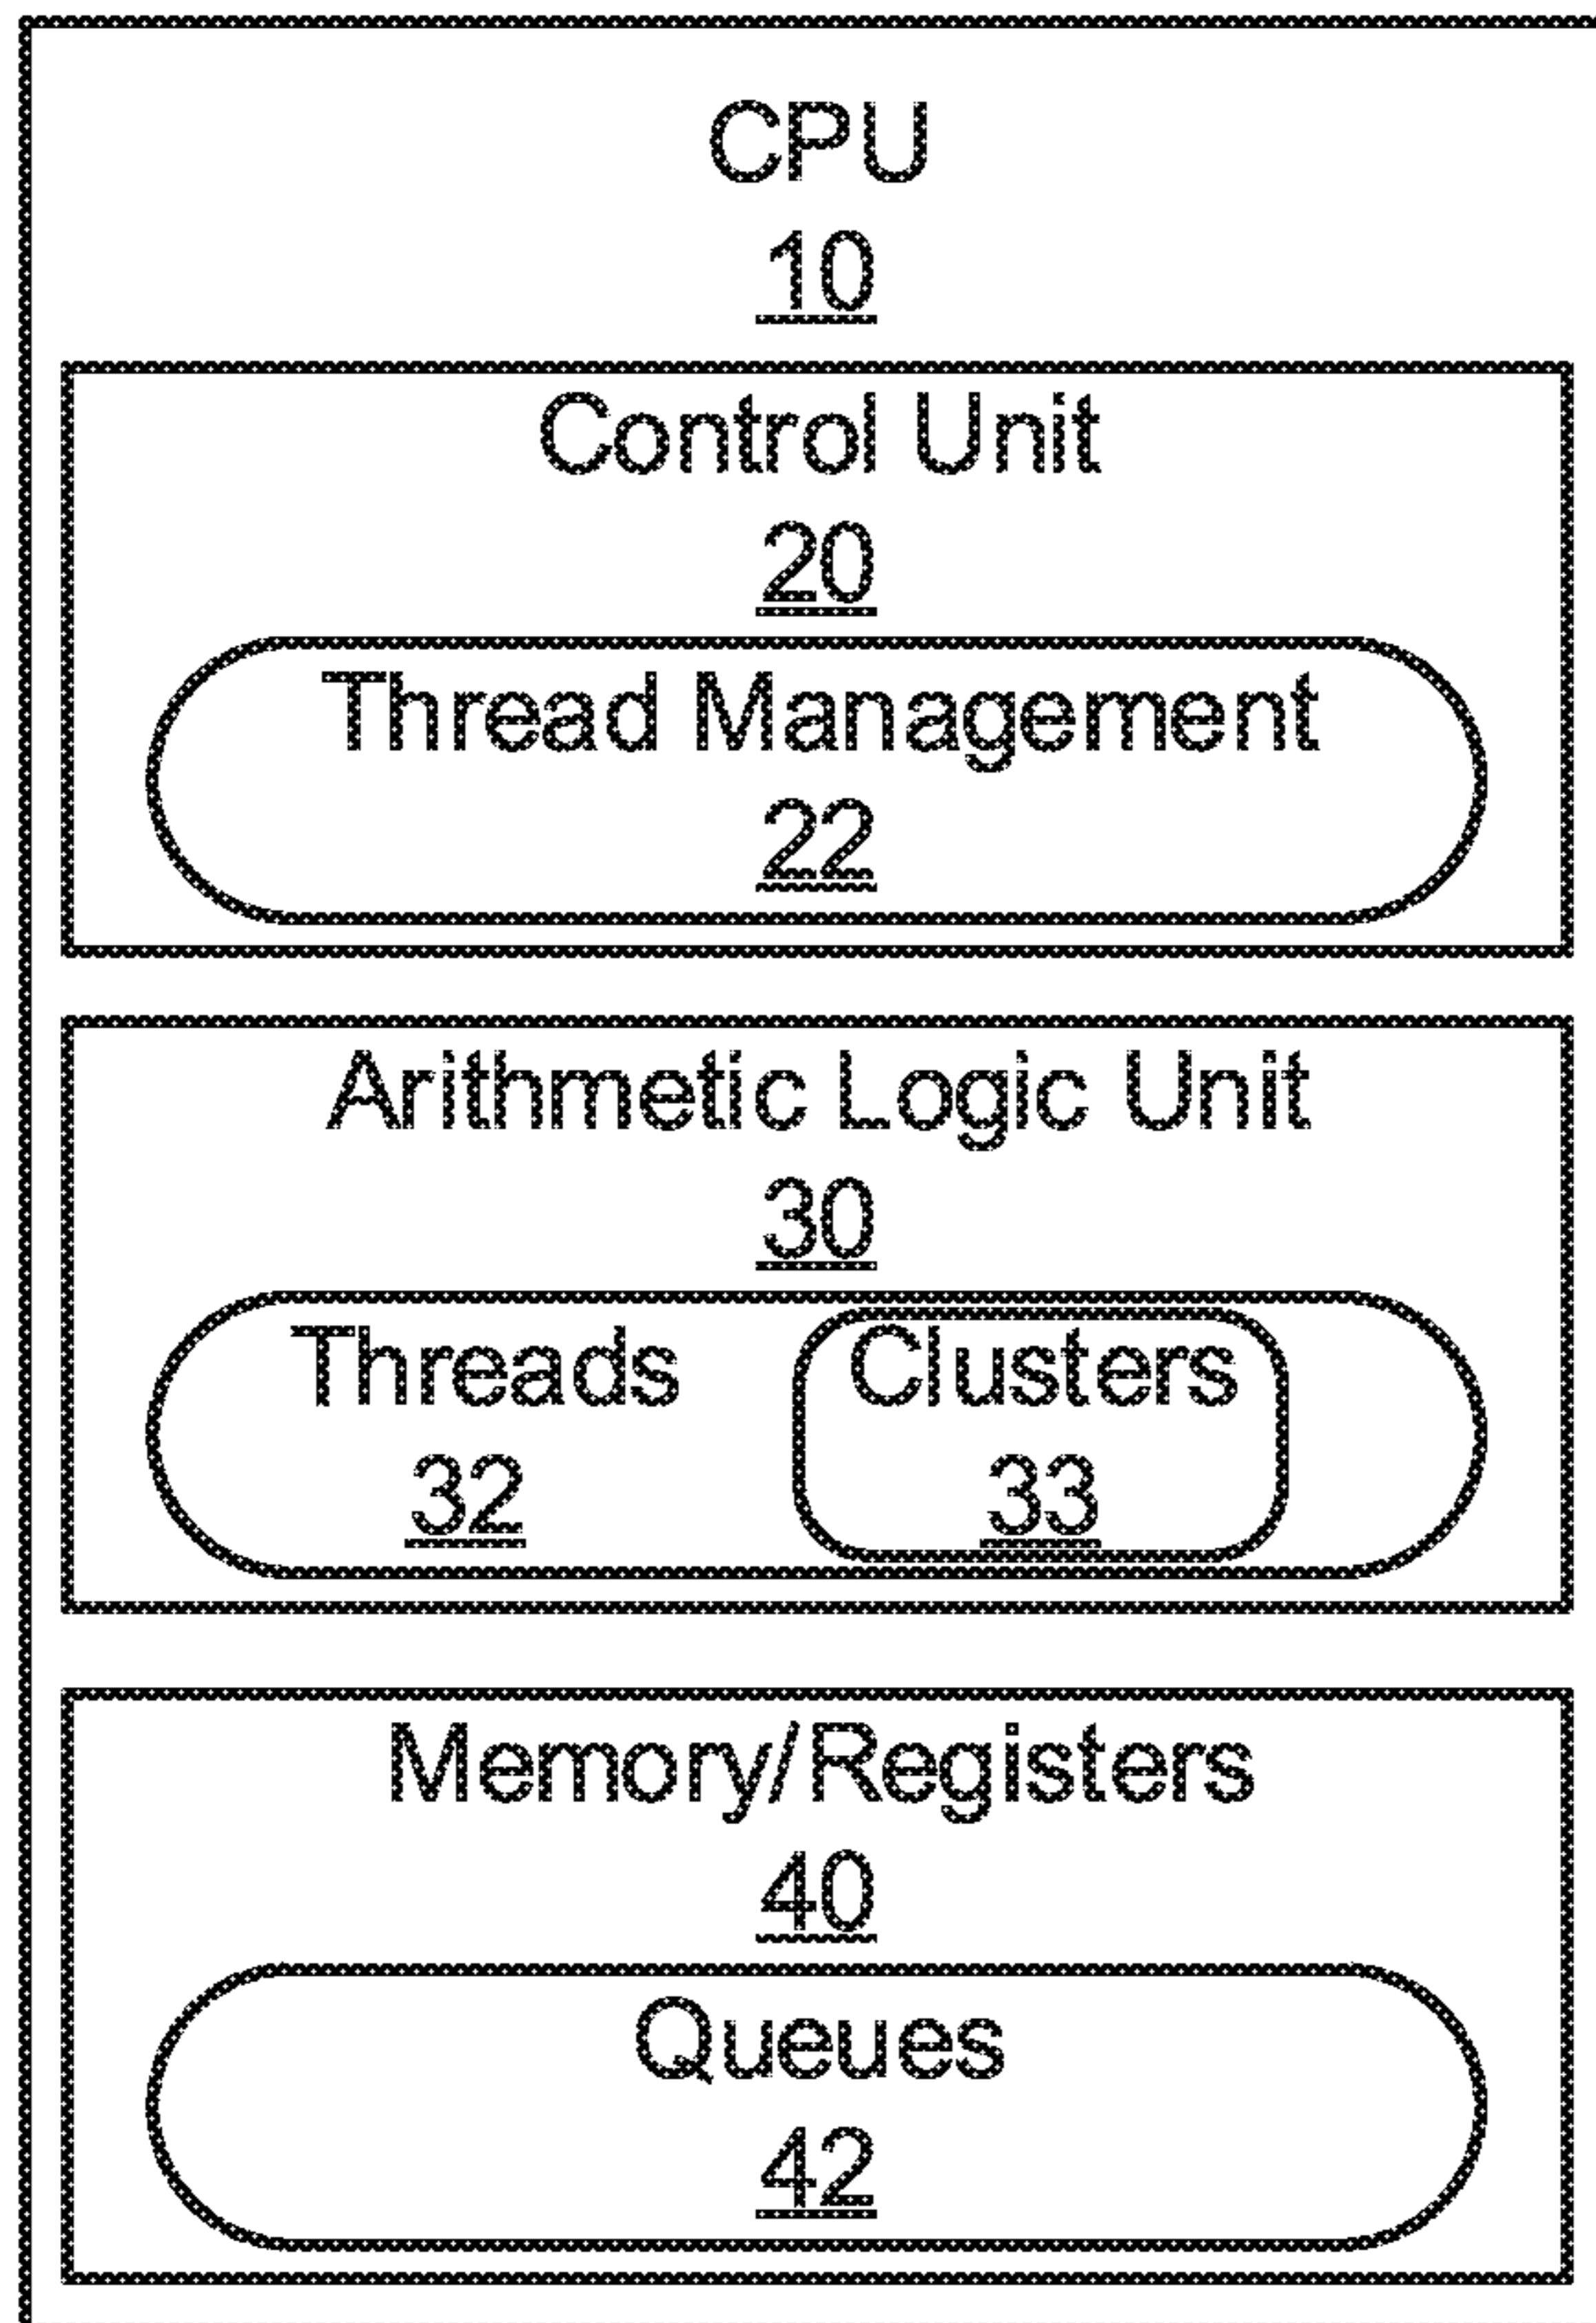 CPU
10
Control Unit
20
Thread Management
22
Arithmetic Logic Unit
30
Threads Clusters
32 33
Memory/Registers
40
Queues
42